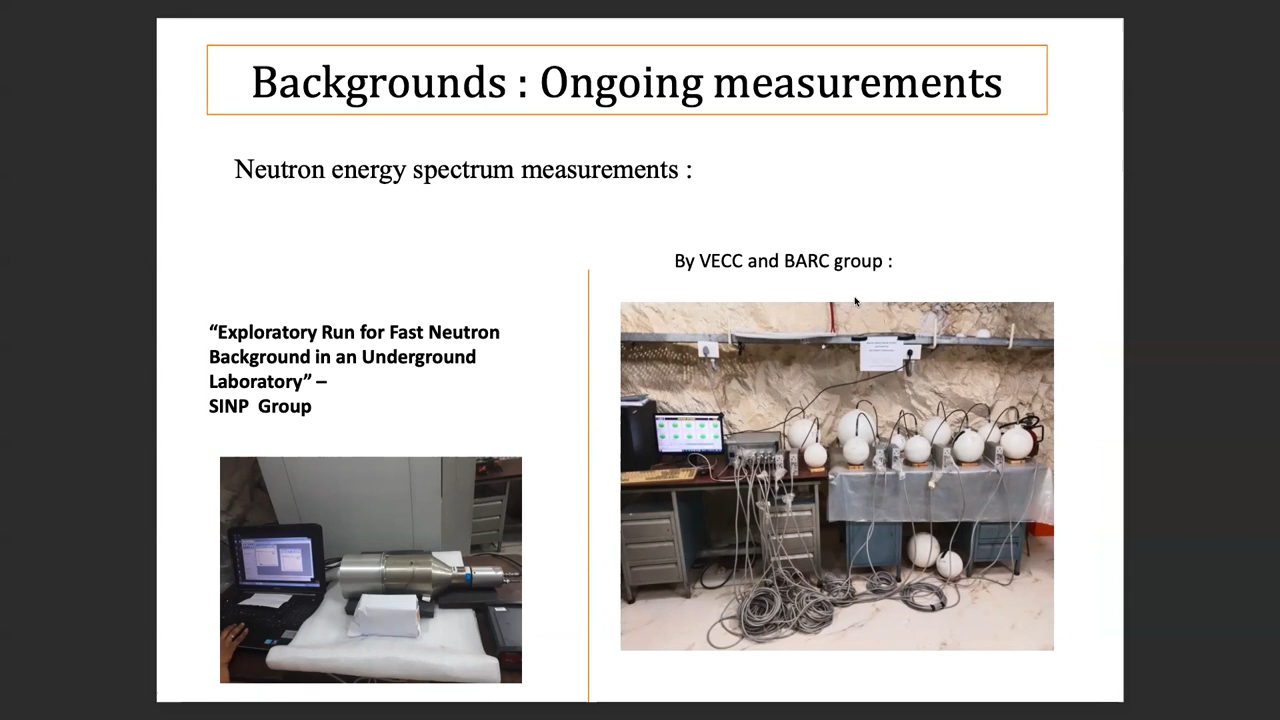 Backgrounds : Ongoing measurements
Neutron energy spectrum measurements :
By VECC and BARC group :
“Exploratory Run for Fast Neutron
Background in an Underground
Laboratory” –
SINP Group